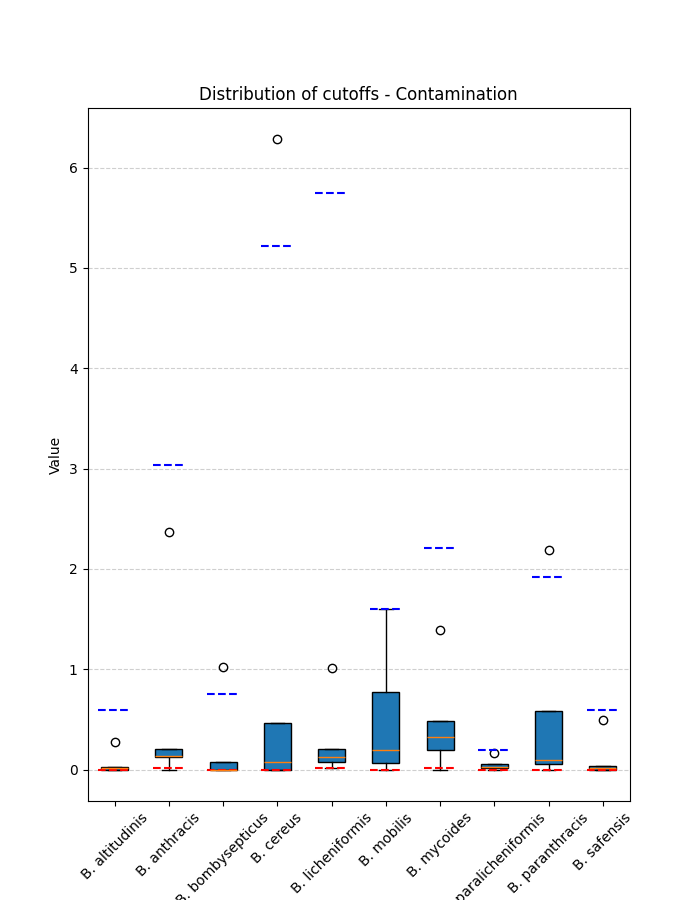 Distribution of cutoffs - Contamination
Value
6
5
4
3
2
1
0
B. altitudinis
B. anthracis
B. bombysepticus
B. cereus
B. licheniformis
B. mobilis
B. mycoides
paralicheniformis
B. paranthracis
B. safensis